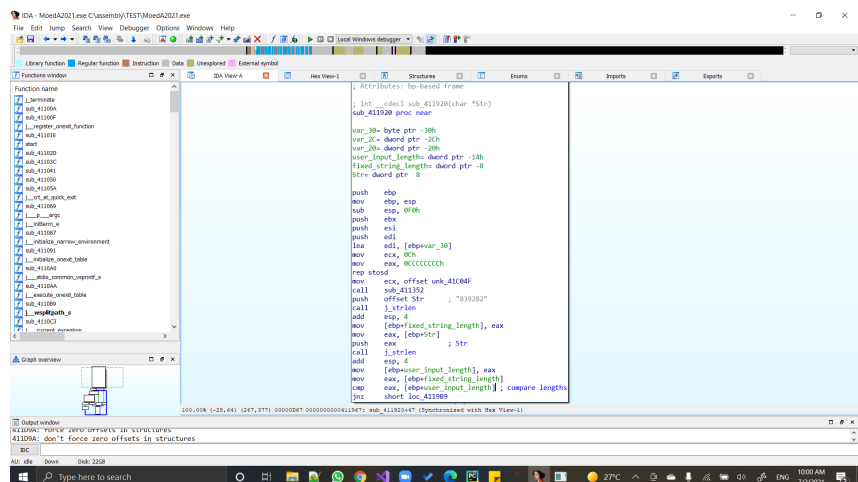 IDA - MoedA2021.exe C:\assembly\TEST\MoedA2021.exe
File Edit Jump Search View Debugger Options Windows Help
Local Windows debugger
Library function Regular function Instruction Data Unexplored External symbol
Functions window
IDA View-A Hex View-1 Structures Enums Imports Exports
Function name
j_terminate
sub_41100A
sub_41100F
j__register_onexit_function
sub_41101E
start
sub_41102D
sub_41103C
sub_411041
sub_411050
sub_41105A
j__crt_at_quick_exit
sub_411069
j___p___argc
j__initterm_e
sub_411087
j__initialize_narrow_environment
sub_411091
j__initialize_onexit_table
sub_4110A0
j___stdio_common_vsprintf_s
sub_4110AA
j__execute_onexit_table
sub_4110B9
j__wsplitpath_s
sub_4110C3
j__current_exception
; Attributes: bp-based frame
; int __cdecl sub_411920(char *Str)
sub_411920 proc near
var_30= byte ptr -30h
var_2C= dword ptr -2Ch
var_20= dword ptr -20h
user_input_length= dword ptr -14h
fixed_string_length= dword ptr -8
Str= dword ptr 8
push ebp
mov ebp, esp
sub esp, 0F0h
push ebx
push esi
push edi
lea edi, [ebp+var_30]
mov ecx, 0Ch
mov eax, 0CCCCCCCCh
rep stosd
mov ecx, offset unk_41C04F
call sub_411352
push offset Str ; "839282"
call j_strlen
add esp, 4
mov [ebp+fixed_string_length], eax
mov eax, [ebp+Str]
push eax ; Str
call j_strlen
add esp, 4
mov [ebp+user_input_length], eax
mov eax, [ebp+fixed_string_length]
cmp eax, [ebp+user_input_length] ; compare lengths
jnz short loc_4119B9
Graph overview
100.00% (-28,64) (267,377) 00000D67 0000000000411967: sub_411920+47 (Synchronized with Hex View-1)
Output window
411D9A: force zero offsets in structures
411D9A: don't force zero offsets in structures
IDC
AU: idle Down Disk: 22GB
Type here to search
27°C
ENG
10:00 AM